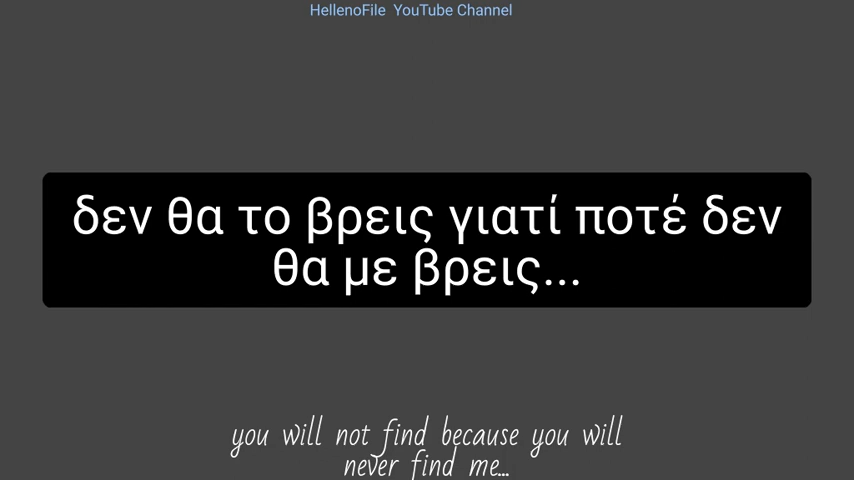 HellenoFile YouTube Channel
δεν θα το βρεις γιατί ποτέ δεν
θα με βρεις...
you will not find because you will
never find me...